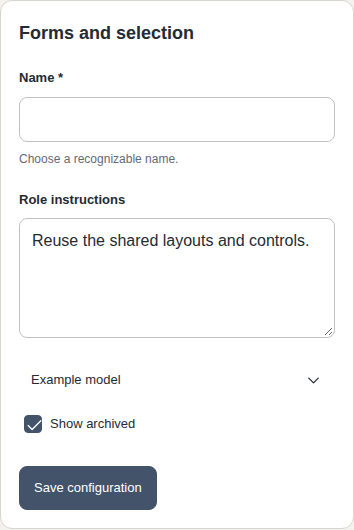 Forms and selection
Name *
Choose a recognizable name.
Role instructions
Reuse the shared layouts and controls.
Example model
Show archived
Save configuration